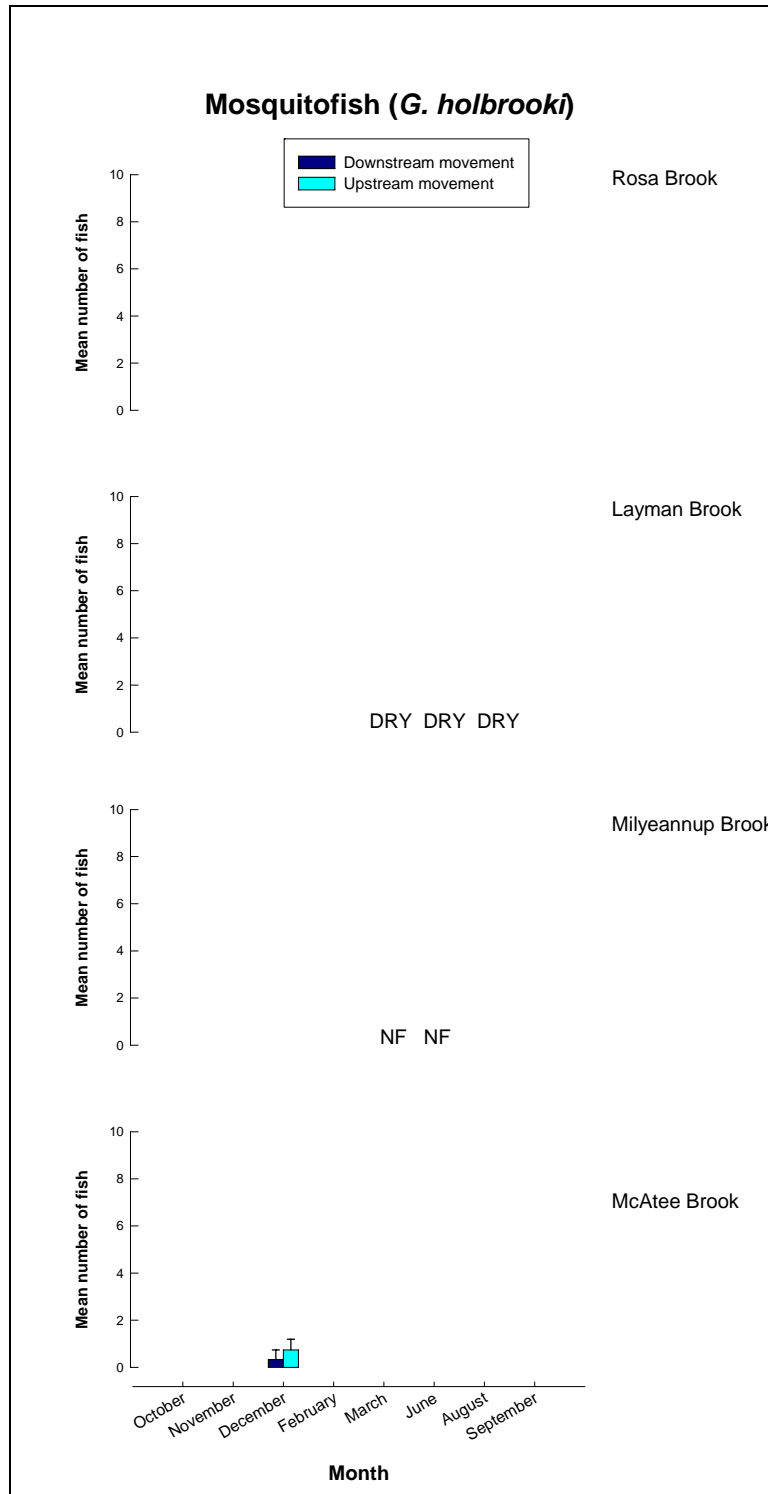 Mosquitofish (G. holbrooki)
Downstream movement
Upstream movement
Rosa Brook
Mean number of fish
10
8
6
4
2
0
Layman Brook
Mean number of fish
10
8
6
4
2
0
DRY DRY DRY
Milyeannup Brook
Mean number of fish
10
8
6
4
2
0
NF NF
McAtee Brook
Mean number of fish
10
8
6
4
2
0
October
November
December
February
March
June
August
September
Month